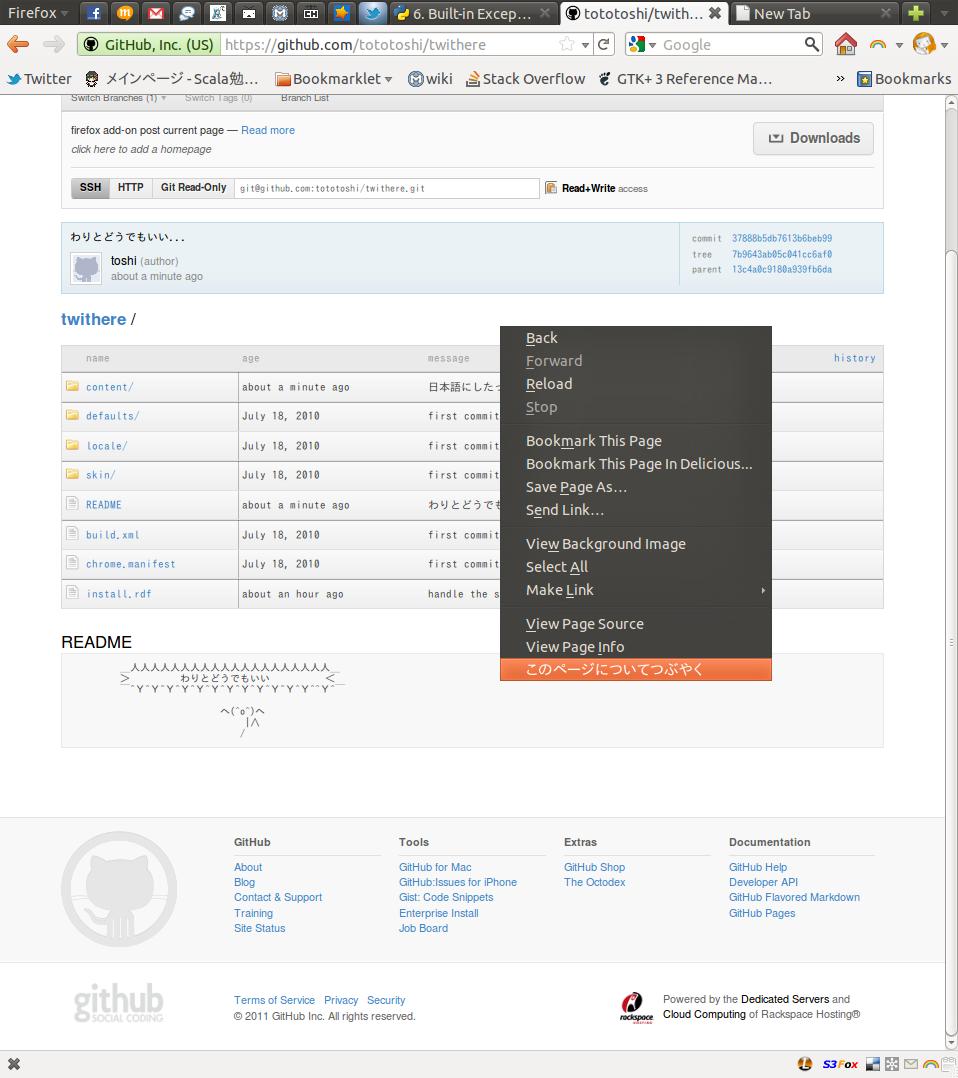 Firefox
6. Built-in Excep...
tototoshi/twith...
New Tab
GitHub, Inc. (US)
https://github.com/tototoshi/twithere
Google
Twitter
メインページ - Scala勉...
Bookmarklet
wiki
Stack Overflow
GTK+ 3 Reference Ma...
»
Bookmarks
Switch Branches (1)
Switch Tags (0)
Branch List
firefox add-on post current page — Read more
click here to add a homepage
Downloads
SSH
HTTP
Git Read-Only
git@github.com:tototoshi/twithere.git
Read+Write access
わりとどうでもいい...
toshi (author)
about a minute ago
commit 37888b5db7613b6beb99
tree 7b9643ab05c041cc6af0
parent 13c4a0c9180a939fb6da
twithere /
name age message history
content/ about a minute ago 日本語にした
defaults/ July 18, 2010 first commit
locale/ July 18, 2010 first commit
skin/ July 18, 2010 first commit
README about a minute ago わりとどうで
build.xml July 18, 2010 first commit
chrome.manifest July 18, 2010 first commit
install.rdf about an hour ago handle the s
Back
Forward
Reload
Stop
Bookmark This Page
Bookmark This Page In Delicious...
Save Page As...
Send Link...
View Background Image
Select All
Make Link
View Page Source
View Page Info
このページについてつぶやく
README
＿人人人人人人人人人人人人人人人人人人人人＿
＞ わりとどうでもいい ＜
￣^Y^Y^Y^Y^Y^Y^Y^Y^Y^Y^Y^Y^^Y^￣
へ(^o^)へ
|∧
/
GitHub
About
Blog
Contact & Support
Training
Site Status
Tools
GitHub for Mac
GitHub:Issues for iPhone
Gist: Code Snippets
Enterprise Install
Job Board
Extras
GitHub Shop
The Octodex
Documentation
GitHub Help
Developer API
GitHub Flavored Markdown
GitHub Pages
github
SOCIAL CODING
Terms of Service Privacy Security
© 2011 GitHub Inc. All rights reserved.
rackspace
HOSTING
Powered by the Dedicated Servers and
Cloud Computing of Rackspace Hosting®
S3Fox